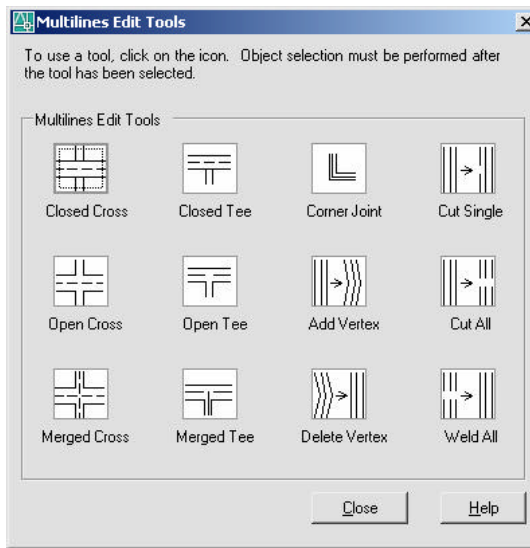 Multilines Edit Tools
To use a tool, click on the icon. Object selection must be performed after
the tool has been selected.
Multilines Edit Tools
Closed Cross Closed Tee Corner Joint Cut Single
Open Cross Open Tee Add Vertex Cut All
Merged Cross Merged Tee Delete Vertex Weld All
Close Help